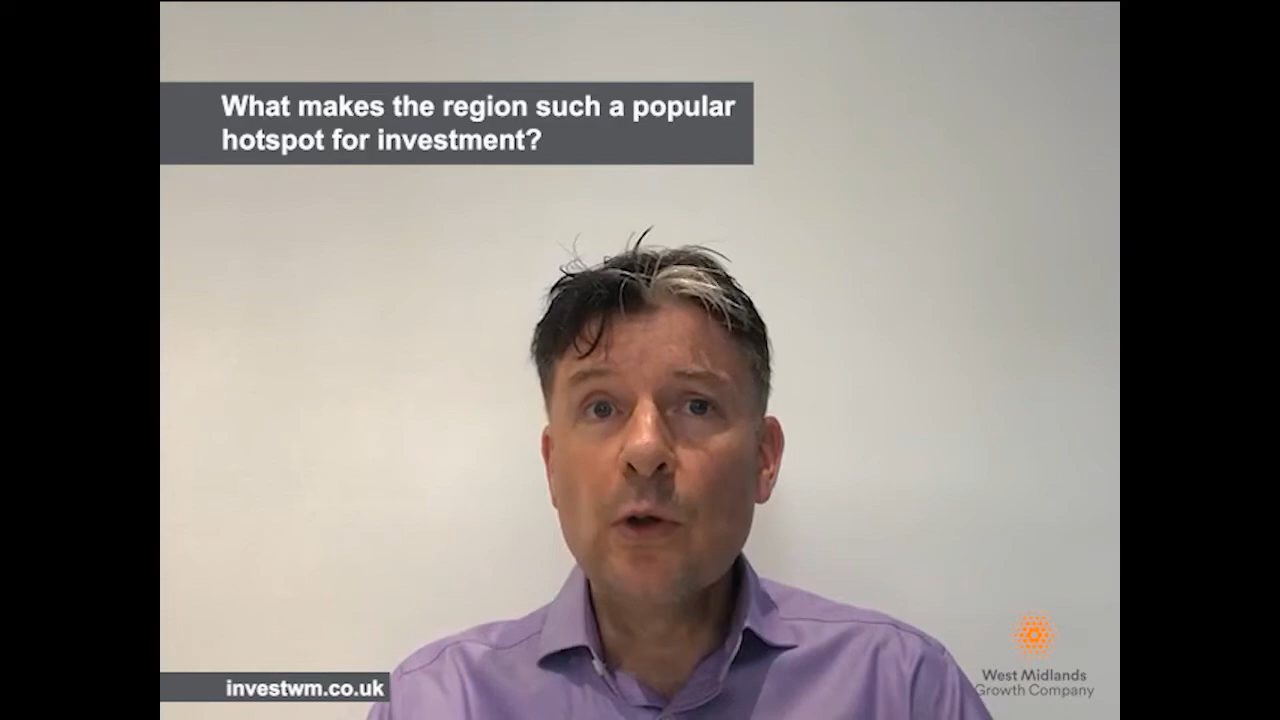 What makes the region such a popular
hotspot for investment?
investwm.co.uk
West Midlands
Growth Company